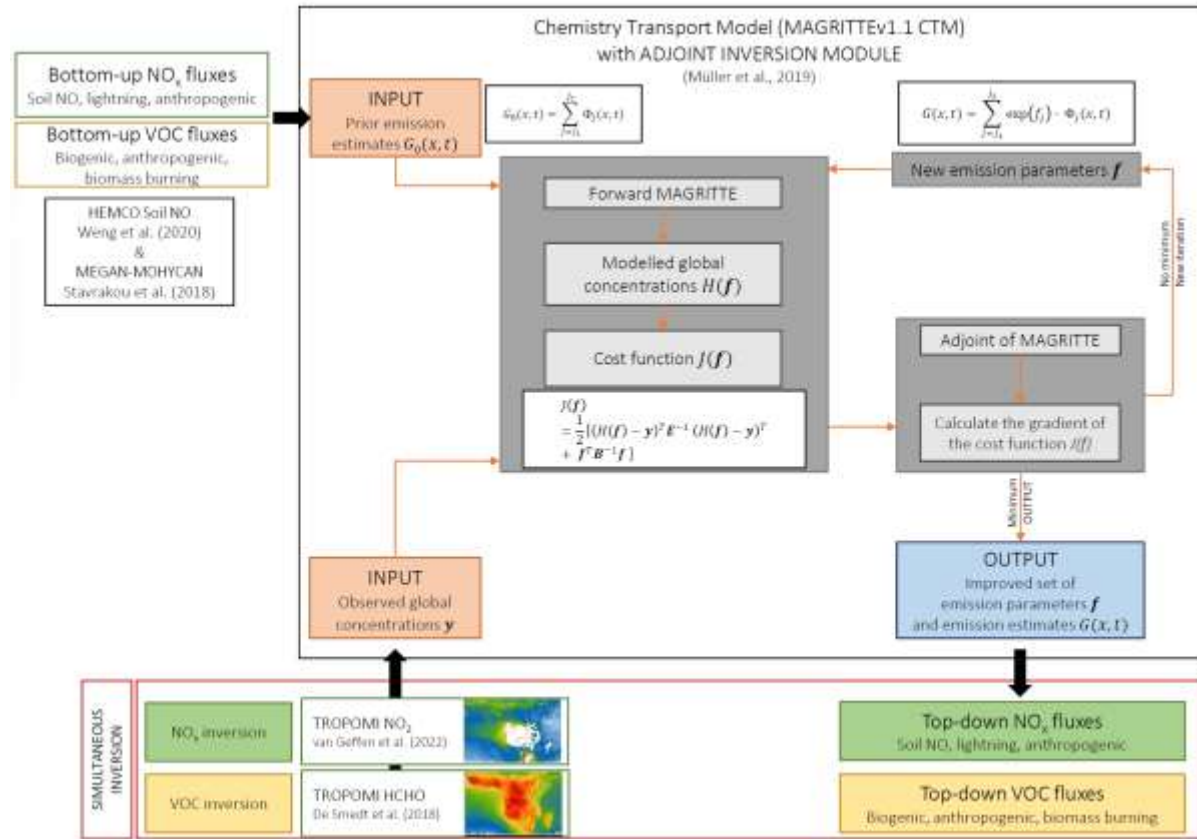 Chemistry Transport Model (MAGRITTEv1.1 CTM)
with ADJOINT INVERSION MODULE
(Müller et al., 2019)
Bottom-up NOₓ fluxes
Soil NO, lightning, anthropogenic
Bottom-up VOC fluxes
Biogenic, anthropogenic,
biomass burning
HEMCO Soil NO
Weng et al. (2020)
&
MEGAN-MOHYCAN
Stavrakou et al. (2018)
INPUT
Prior emission
estimates G₀(x, t)
New emission parameters f
Forward MAGRITTE
Modelled global
concentrations H(f)
Cost function J(f)
J(f)
= 1/2 [(H(f) − y)ᵀ E⁻¹ (H(f) − y)ᵀ
+ fᵀ B⁻¹ f ]
No minimum
New iteration
Adjoint of MAGRITTE
Calculate the gradient of
the cost function J(f)
Minimum
OUTPUT
INPUT
Observed global
concentrations y
OUTPUT
Improved set of
emission parameters f
and emission estimates G(x, t)
SIMULTANEOUS
INVERSION
NOₓ inversion
TROPOMI NO₂
van Geffen et al. (2022)
VOC inversion
TROPOMI HCHO
De Smedt et al. (2018)
Top-down NOₓ fluxes
Soil NO, lightning, anthropogenic
Top-down VOC fluxes
Biogenic, anthropogenic, biomass burning